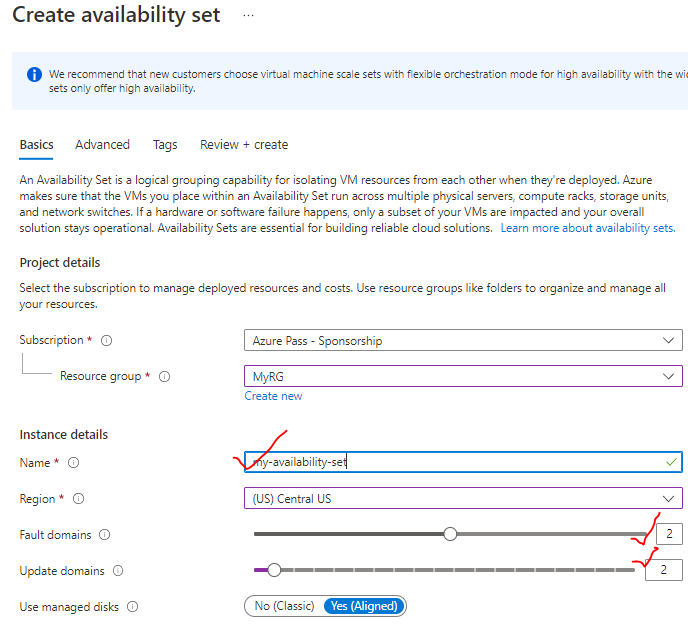 Create availability set ...
We recommend that new customers choose virtual machine scale sets with flexible orchestration mode for high availability with the
sets only offer high availability.
Basics Advanced Tags Review + create
An Availability Set is a logical grouping capability for isolating VM resources from each other when they're deployed. Azure
makes sure that the VMs you place within an Availability Set run across multiple physical servers, compute racks, storage units,
and network switches. If a hardware or software failure happens, only a subset of your VMs are impacted and your overall
solution stays operational. Availability Sets are essential for building reliable cloud solutions. Learn more about availability sets.
Project details
Select the subscription to manage deployed resources and costs. Use resource groups like folders to organize and manage all
your resources.
Subscription * Azure Pass - Sponsorship
Resource group * MyRG
Create new
Instance details
Name * my-availability-set
Region * (US) Central US
Fault domains 2
Update domains 2
Use managed disks No (Classic) Yes (Aligned)